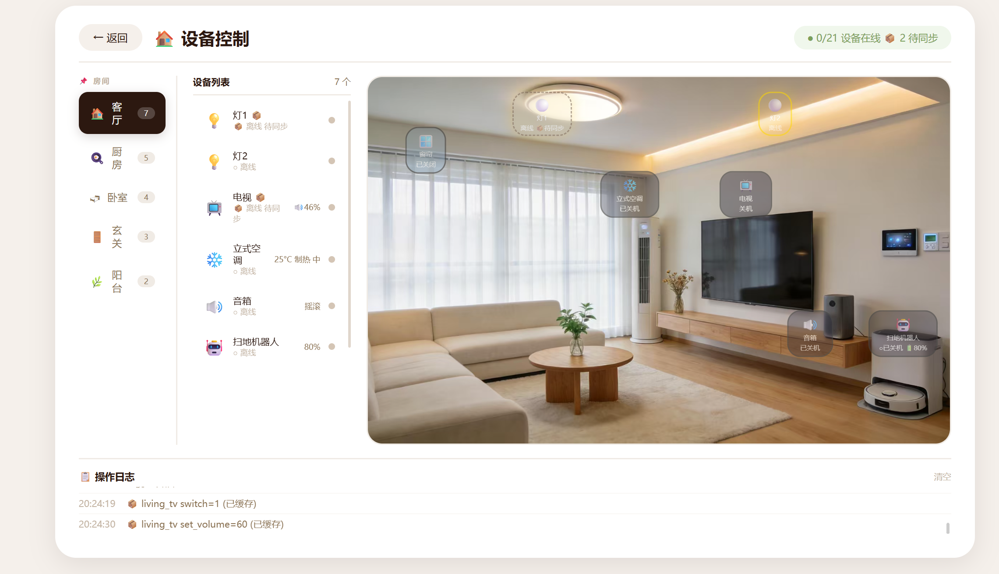 ← 返回
设备控制
● 0/21 设备在线 2 待同步
房间
客厅
7
厨房
5
卧室
4
玄关
3
阳台
2
设备列表
7 个
灯1
离线 待同步
灯2
○ 离线
电视
离线 待同步
46%
立式空调
○ 离线
25°C 制热 中
音箱
○ 离线
摇滚
扫地机器人
○ 离线
80%
灯1
离线 待同步
灯2
离线
窗帘
已关闭
立式空调
已关机
电视
关机
音箱
已关机
扫地机器人
○已关机 80%
操作日志
清空
20:24:19 living_tv switch=1 (已缓存)
20:24:30 living_tv set_volume=60 (已缓存)